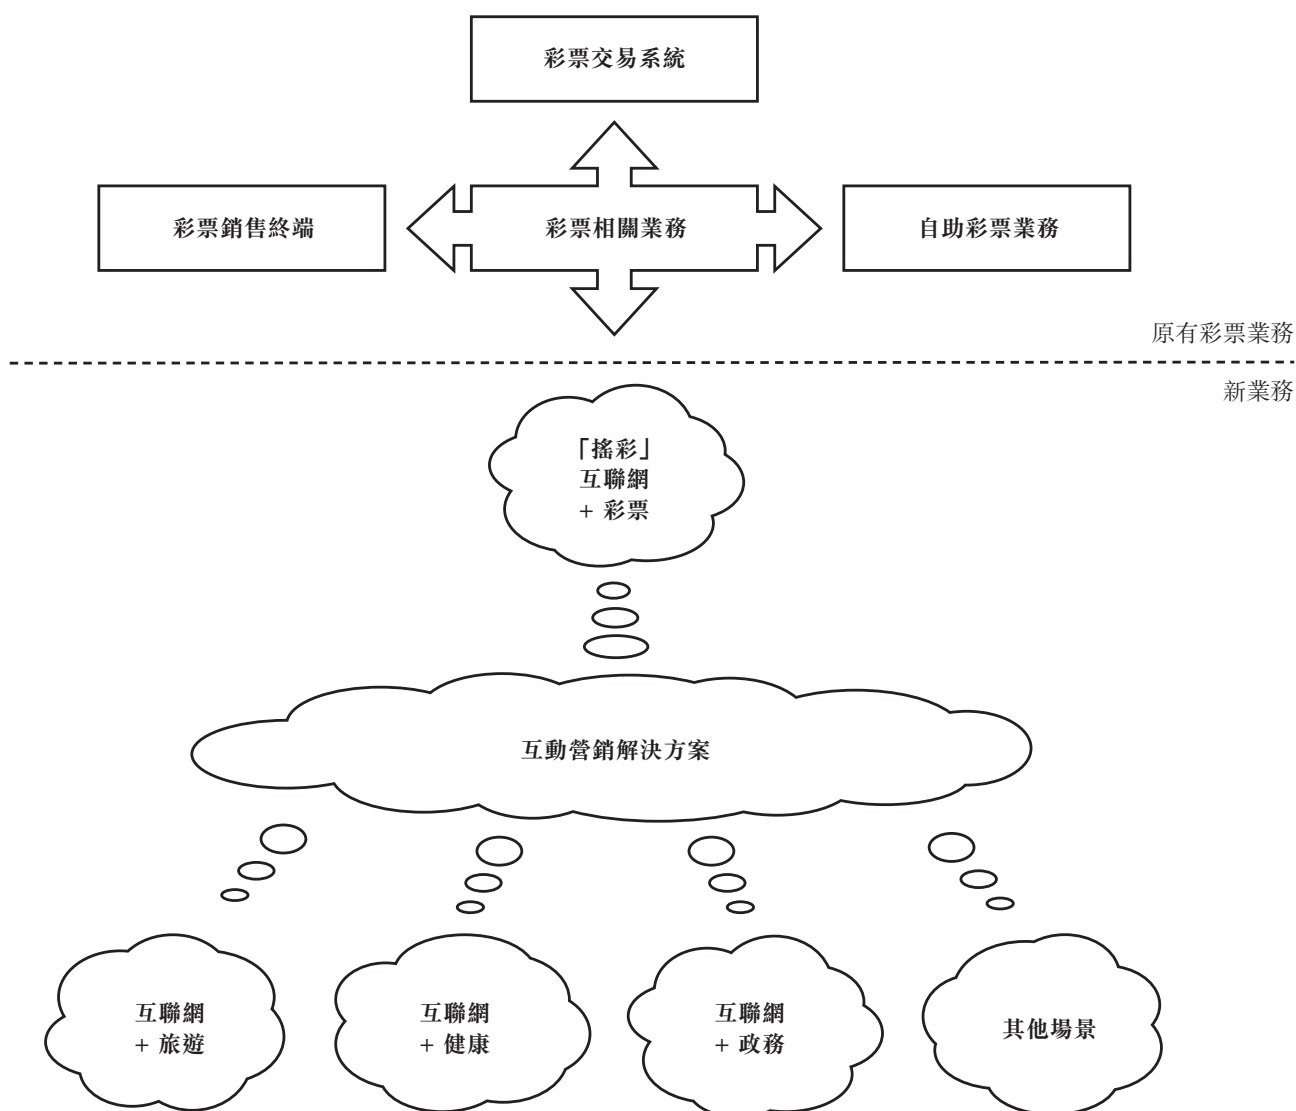 彩票交易系統
彩票銷售終端
彩票相關業務
自助彩票業務
原有彩票業務
新業務
「搖彩」
互聯網
+ 彩票
互動營銷解決方案
互聯網
+ 旅遊
互聯網
+ 健康
互聯網
+ 政務
其他場景